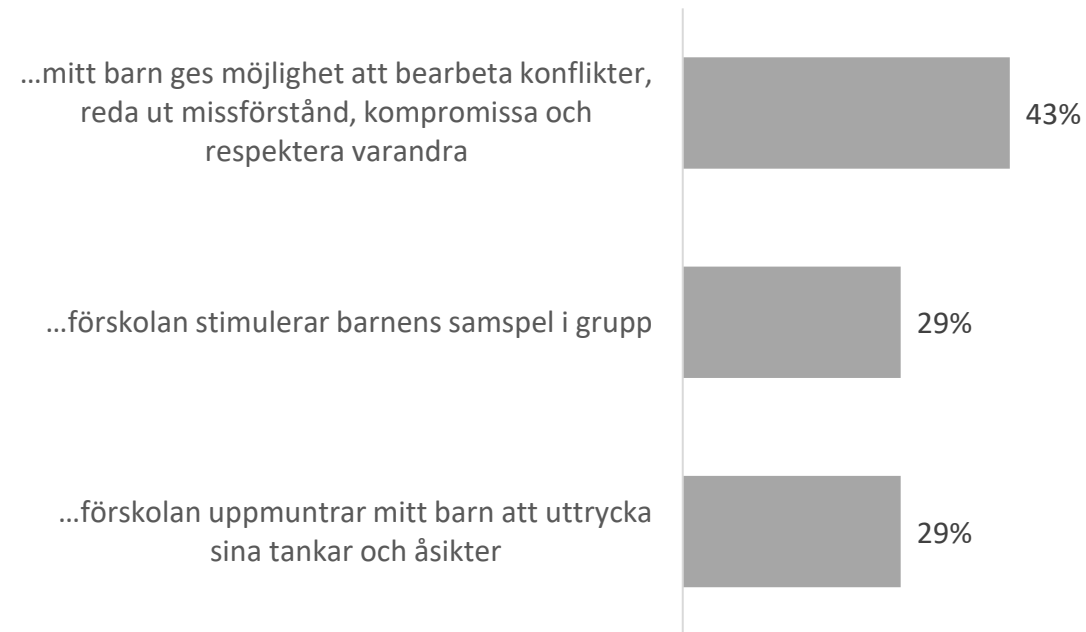 …mitt barn ges möjlighet att bearbeta konflikter,
reda ut missförstånd, kompromissa och
respektera varandra
43%
…förskolan stimulerar barnens samspel i grupp
29%
…förskolan uppmuntrar mitt barn att uttrycka
sina tankar och åsikter
29%